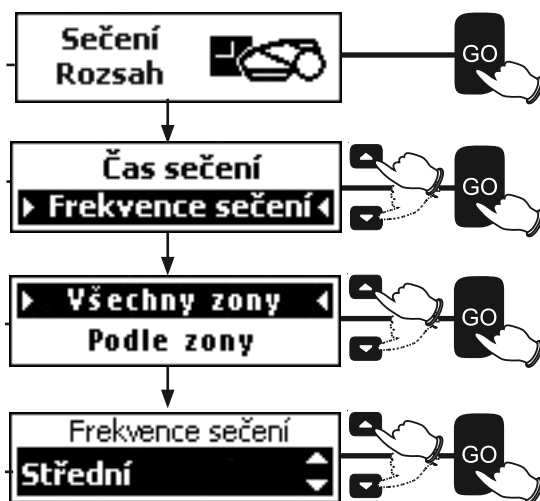 Sečení
Rozsah
GO
Čas sečení
Frekvence sečení
GO
Všechny zony
Podle zony
GO
Frekvence sečení
Střední
GO